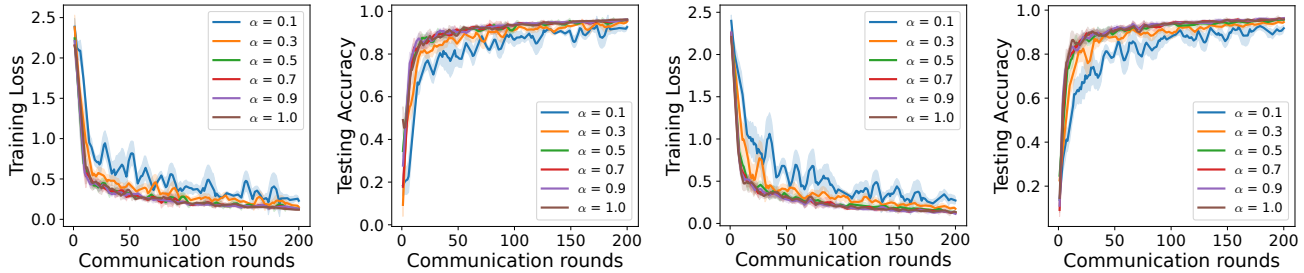 Training Loss
2.5
2.0
1.5
1.0
0.5
0.0
0
50
100
150
200
Communication rounds
α = 0.1
α = 0.3
α = 0.5
α = 0.7
α = 0.9
α = 1.0
Testing Accuracy
1.0
0.8
0.6
0.4
0.2
0.0
0
50
100
150
200
Communication rounds
α = 0.1
α = 0.3
α = 0.5
α = 0.7
α = 0.9
α = 1.0
Training Loss
2.5
2.0
1.5
1.0
0.5
0.0
0
50
100
150
200
Communication rounds
α = 0.1
α = 0.3
α = 0.5
α = 0.7
α = 0.9
α = 1.0
Testing Accuracy
1.0
0.8
0.6
0.4
0.2
0
50
100
150
200
Communication rounds
α = 0.1
α = 0.3
α = 0.5
α = 0.7
α = 0.9
α = 1.0